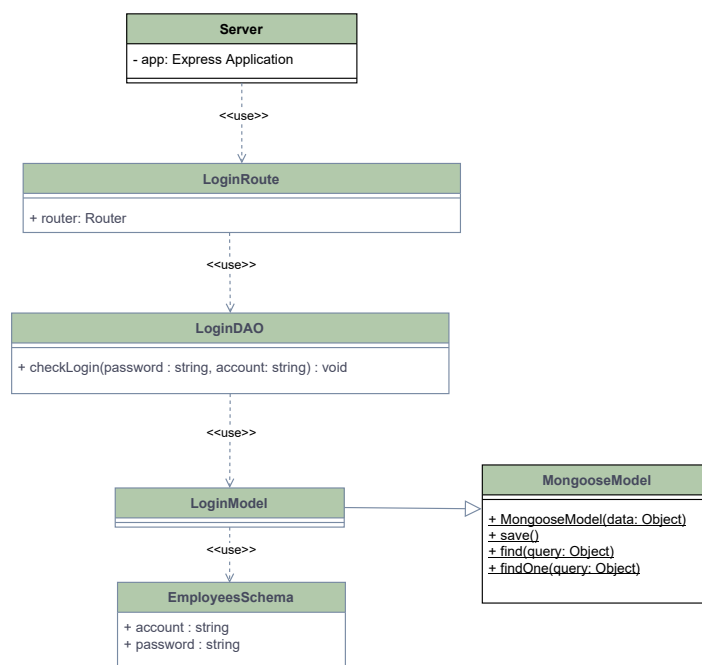 Server
- app: Express Application
<<use>>
LoginRoute
+ router: Router
<<use>>
LoginDAO
+ checkLogin(password : string, account: string) : void
<<use>>
LoginModel
MongooseModel
+ MongooseModel(data: Object)
+ save()
+ find(query: Object)
+ findOne(query: Object)
<<use>>
EmployeesSchema
+ account : string
+ password : string